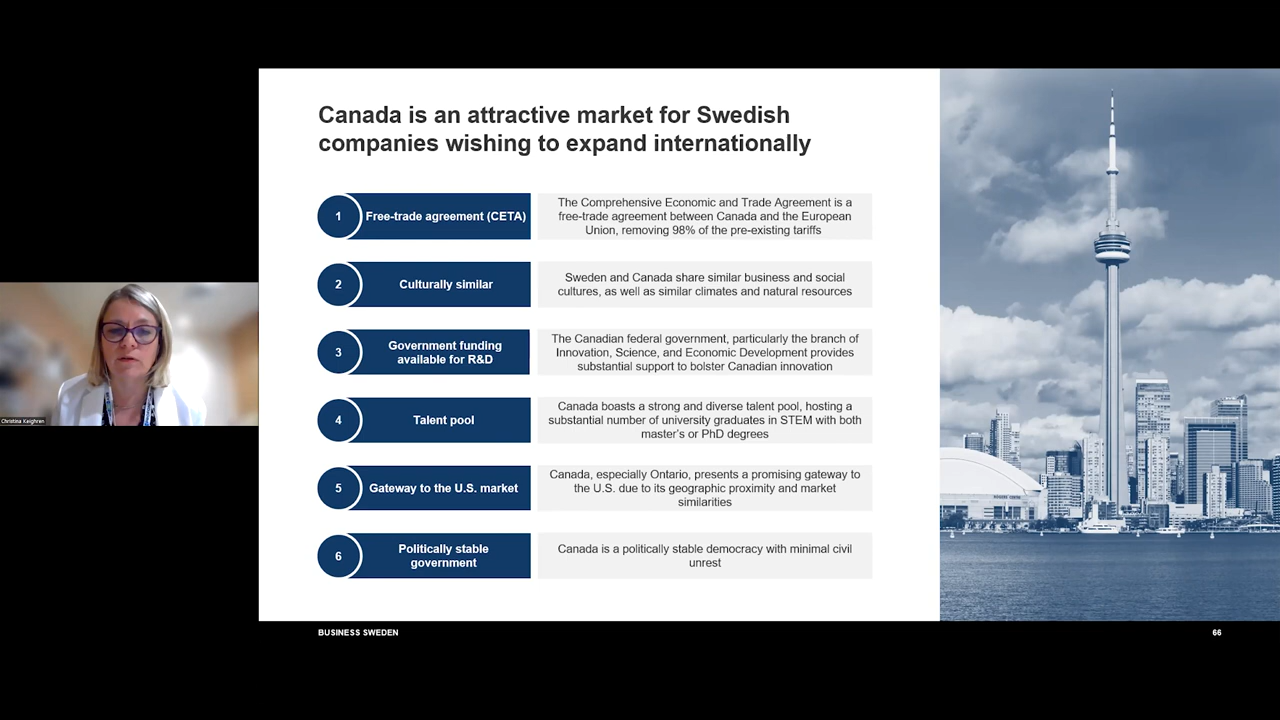 Canada is an attractive market for Swedish
companies wishing to expand internationally
1
Free-trade agreement (CETA)
The Comprehensive Economic and Trade Agreement is a
free-trade agreement between Canada and the European
Union, removing 98% of the pre-existing tariffs
2
Culturally similar
Sweden and Canada share similar business and social
cultures, as well as similar climates and natural resources
3
Government funding
available for R&D
The Canadian federal government, particularly the branch of
Innovation, Science, and Economic Development provides
substantial support to bolster Canadian innovation
4
Talent pool
Canada boasts a strong and diverse talent pool, hosting a
substantial number of university graduates in STEM with both
master's or PhD degrees
5
Gateway to the U.S. market
Canada, especially Ontario, presents a promising gateway to
the U.S. due to its geographic proximity and market
similarities
6
Politically stable
government
Canada is a politically stable democracy with minimal civil
unrest
Christina Keighren
BUSINESS SWEDEN
66